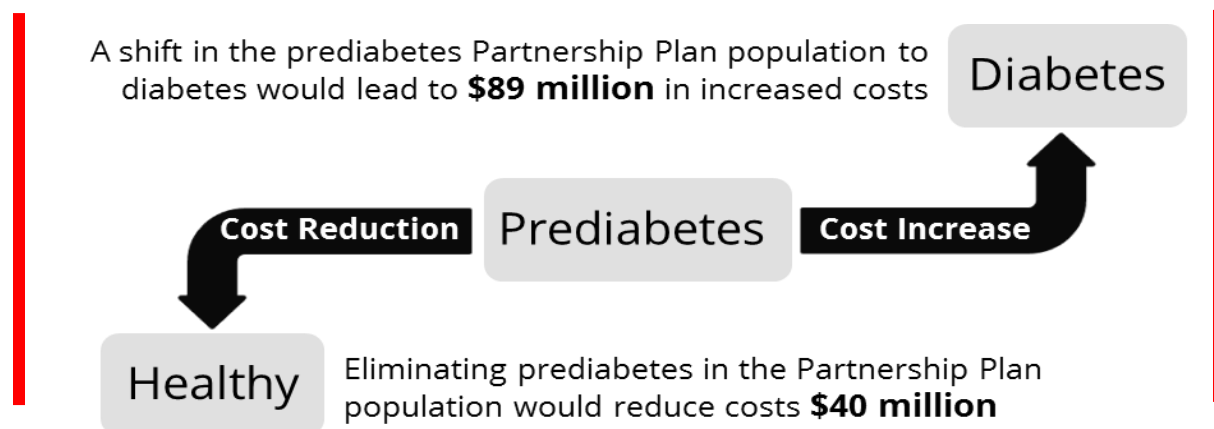 A shift in the prediabetes Partnership Plan population to
diabetes would lead to $89 million in increased costs
Diabetes
Cost Reduction
Prediabetes
Cost Increase
Healthy
Eliminating prediabetes in the Partnership Plan
population would reduce costs $40 million